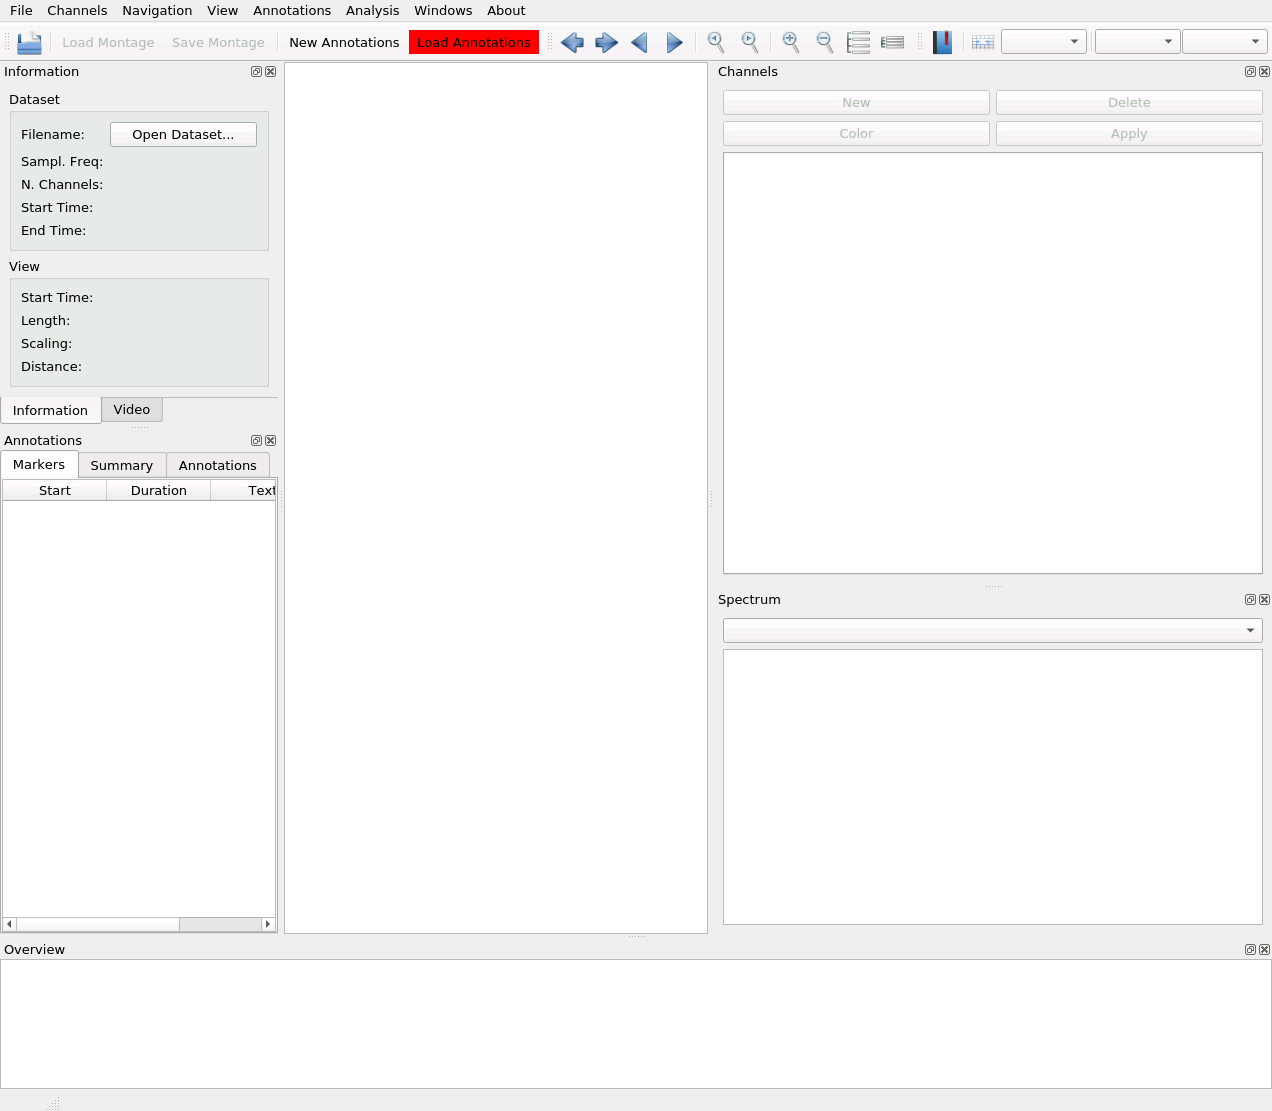 File Channels Navigation View Annotations Analysis Windows About
Load Montage Save Montage New Annotations Load Annotations
Information
Dataset
Filename: Open Dataset...
Sampl. Freq:
N. Channels:
Start Time:
End Time:
View
Start Time:
Length:
Scaling:
Distance:
Information Video
Annotations
Markers Summary Annotations
Start Duration Text
Channels
New Delete
Color Apply
Spectrum
Overview